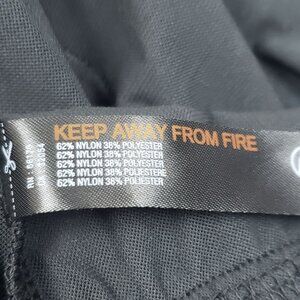 KEEP AWAY FROM FIRE
62% NYLON 38% POLYESTER
62% NYLON 38% POLYESTER
62% NYLON 38% POLYESTER
62% NYLON 38% POLIESTERE
62% NYLON 38% POLYESTER